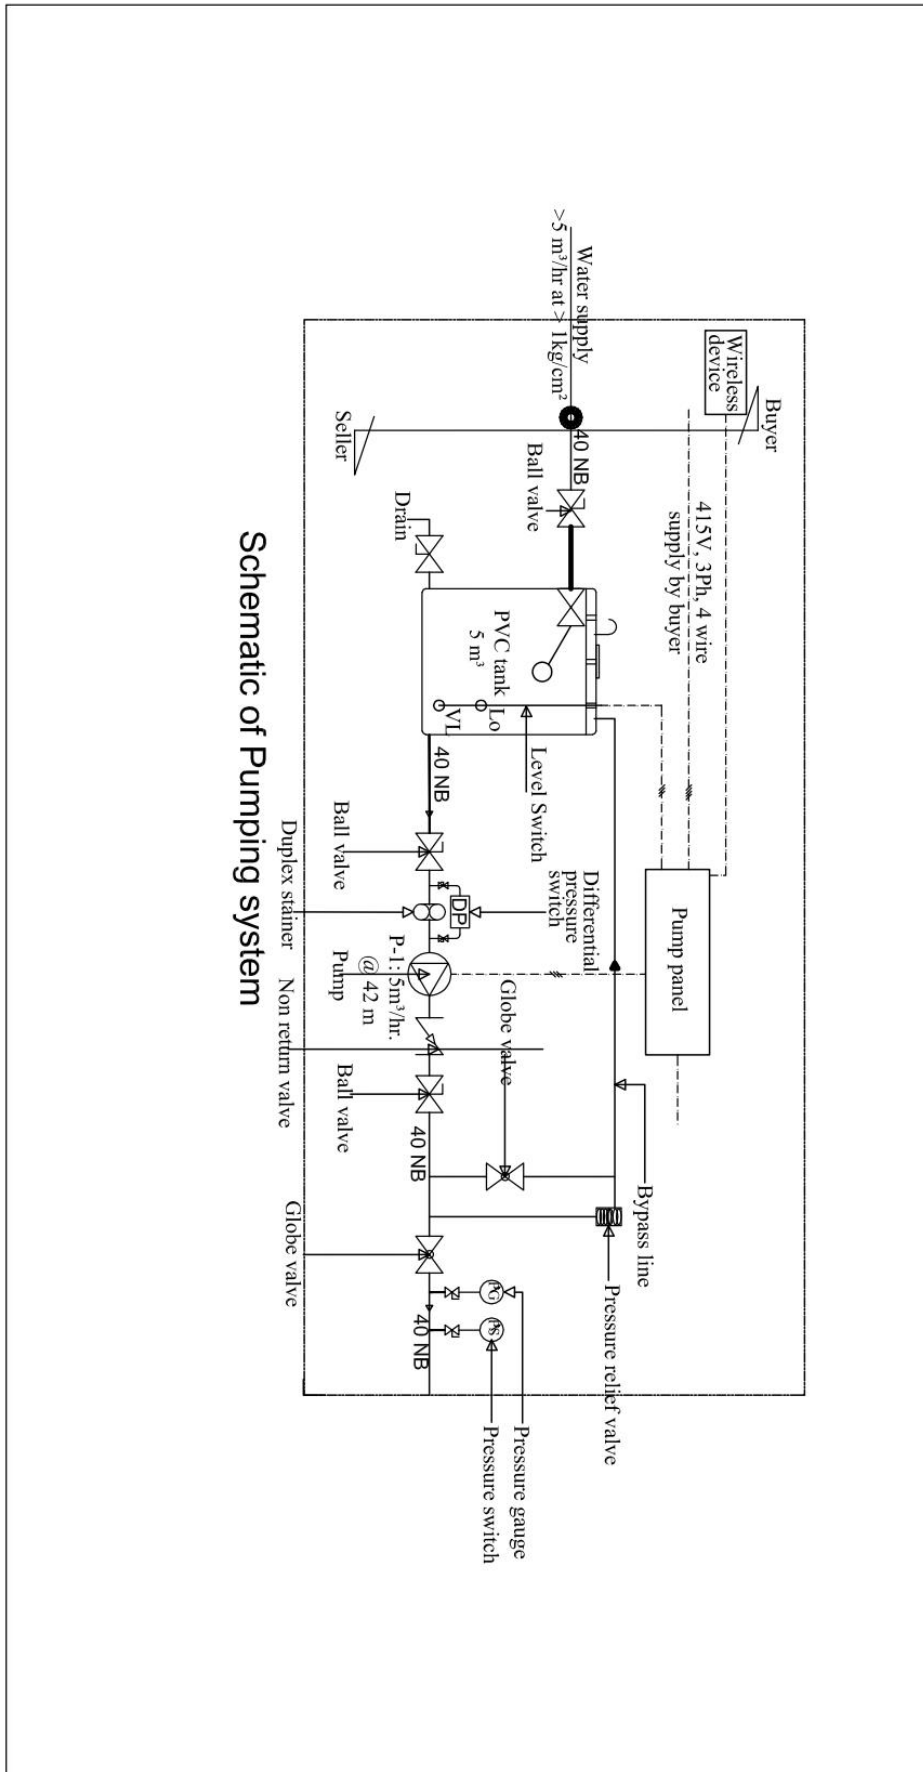 Water supply
>5 m³/hr at > 1kg/cm²
Wireless
device
Buyer
Seller
40 NB
Ball valve
415V, 3Ph, 4 wire
supply by buyer
Drain
PVC tank
5 m³
Lo
VL
Level Switch
40 NB
Ball valve
Duplex stainer
DP
Differential
pressure
switch
Pump panel
P-1: 5m³/hr.
@ 42 m
Pump
Non return valve
Globe valve
Ball valve
40 NB
Bypass line
Pressure relief valve
Globe valve
PG
PS
40 NB
Pressure gauge
Pressure switch
Schematic of Pumping system